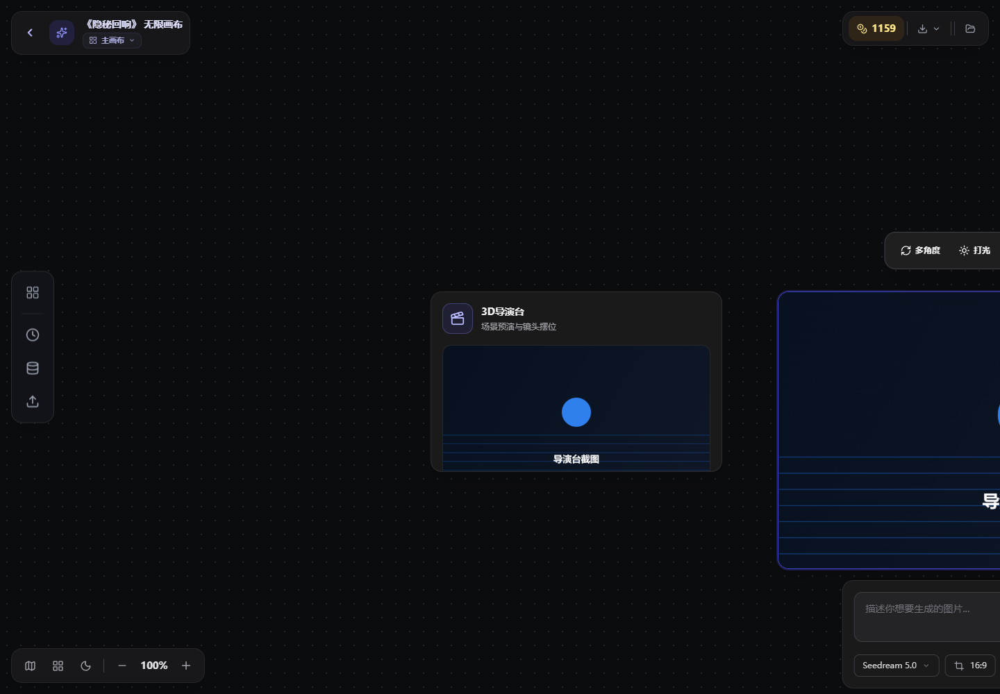 《隐秘回响》 无限画布
主画布
1159
多角度
打光
3D导演台
场景预演与镜头摆位
导演台截图
导
描述你想要生成的图片...
Seedream 5.0
16:9
100%